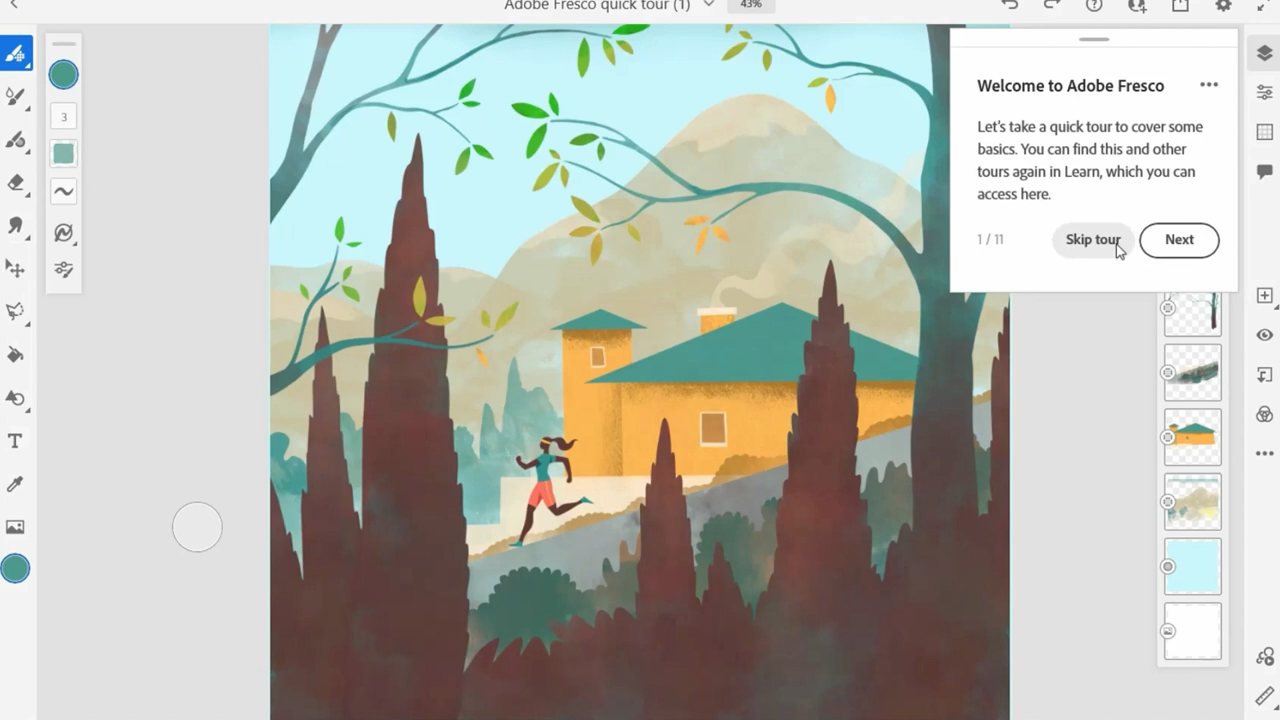 Adobe Fresco quick tour (1)
43%
3
Welcome to Adobe Fresco
Let's take a quick tour to cover some
basics. You can find this and other
tours again in Learn, which you can
access here.
1 / 11
Skip tour
Next
T